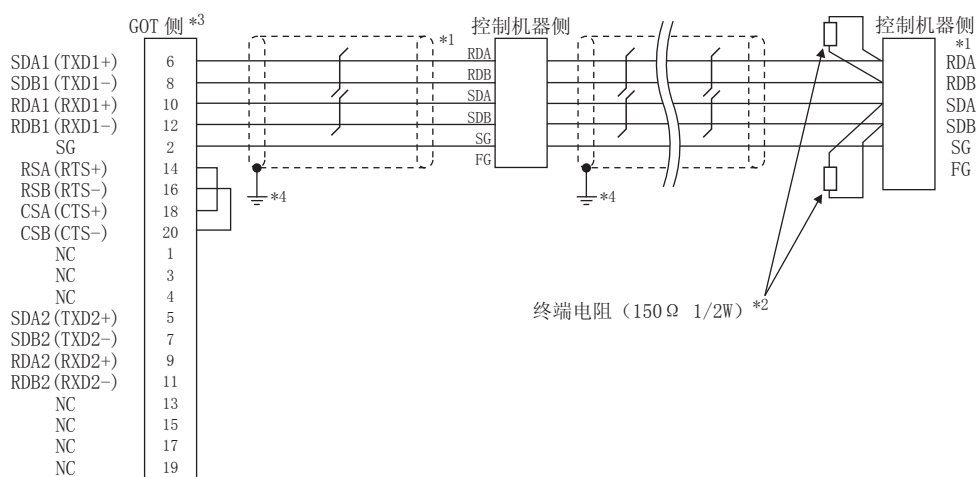 GOT 侧 *3
控制机器侧
控制机器侧
*1
*1
SDA1(TXD1+) 6 RDA RDA
SDB1(TXD1-) 8 RDB RDB
RDA1(RXD1+) 10 SDA SDA
RDB1(RXD1-) 12 SDB SDB
SG 2 SG SG
RSA(RTS+) 14 FG FG
RSB(RTS-) 16 *4 *4
CSA(CTS+) 18
CSB(CTS-) 20
NC 1
NC 3
NC 4
SDA2(TXD2+) 5
终端电阻（150Ω 1/2W）*2
SDB2(TXD2-) 7
RDA2(RXD2+) 9
RDB2(RXD2-) 11
NC 13
NC 15
NC 17
NC 19